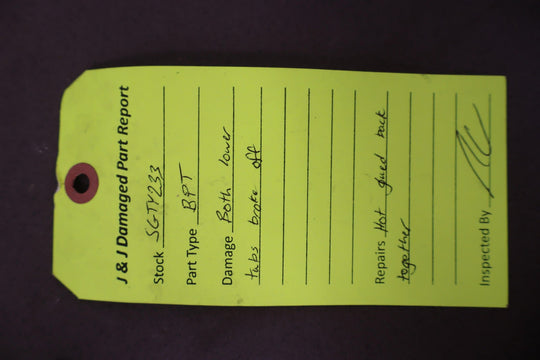 J & J Damaged Part Report
Stock SGTY233
Part Type BPT
Damage Both lower
tabs broke off
Repairs Hot glued back
together
Inspected By